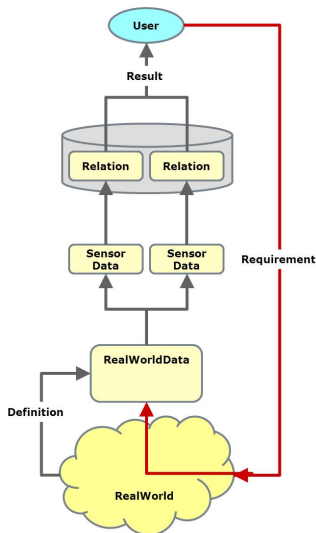 User
Result
Relation
Relation
Sensor
Data
Sensor
Data
Requirement
RealWorldData
Definition
RealWorld